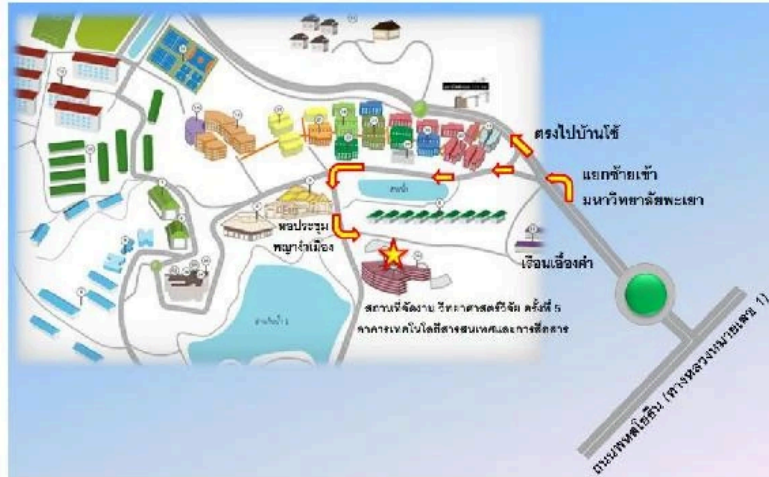 ตรงไปบ้านโซ้
แยกซ้ายเข้า
มหาวิทยาลัยพะเยา
หอประชุม
พญางำเมือง
เรือนเอื้องคำ
สถานที่จัดงาน วิทยาศาสตร์วิจัย ครั้งที่ 5
อาคารเทคโนโลยีสารสนเทศและการสื่อสาร
ถนนพหลโยธิน (ทางหลวงหมายเลข 1)